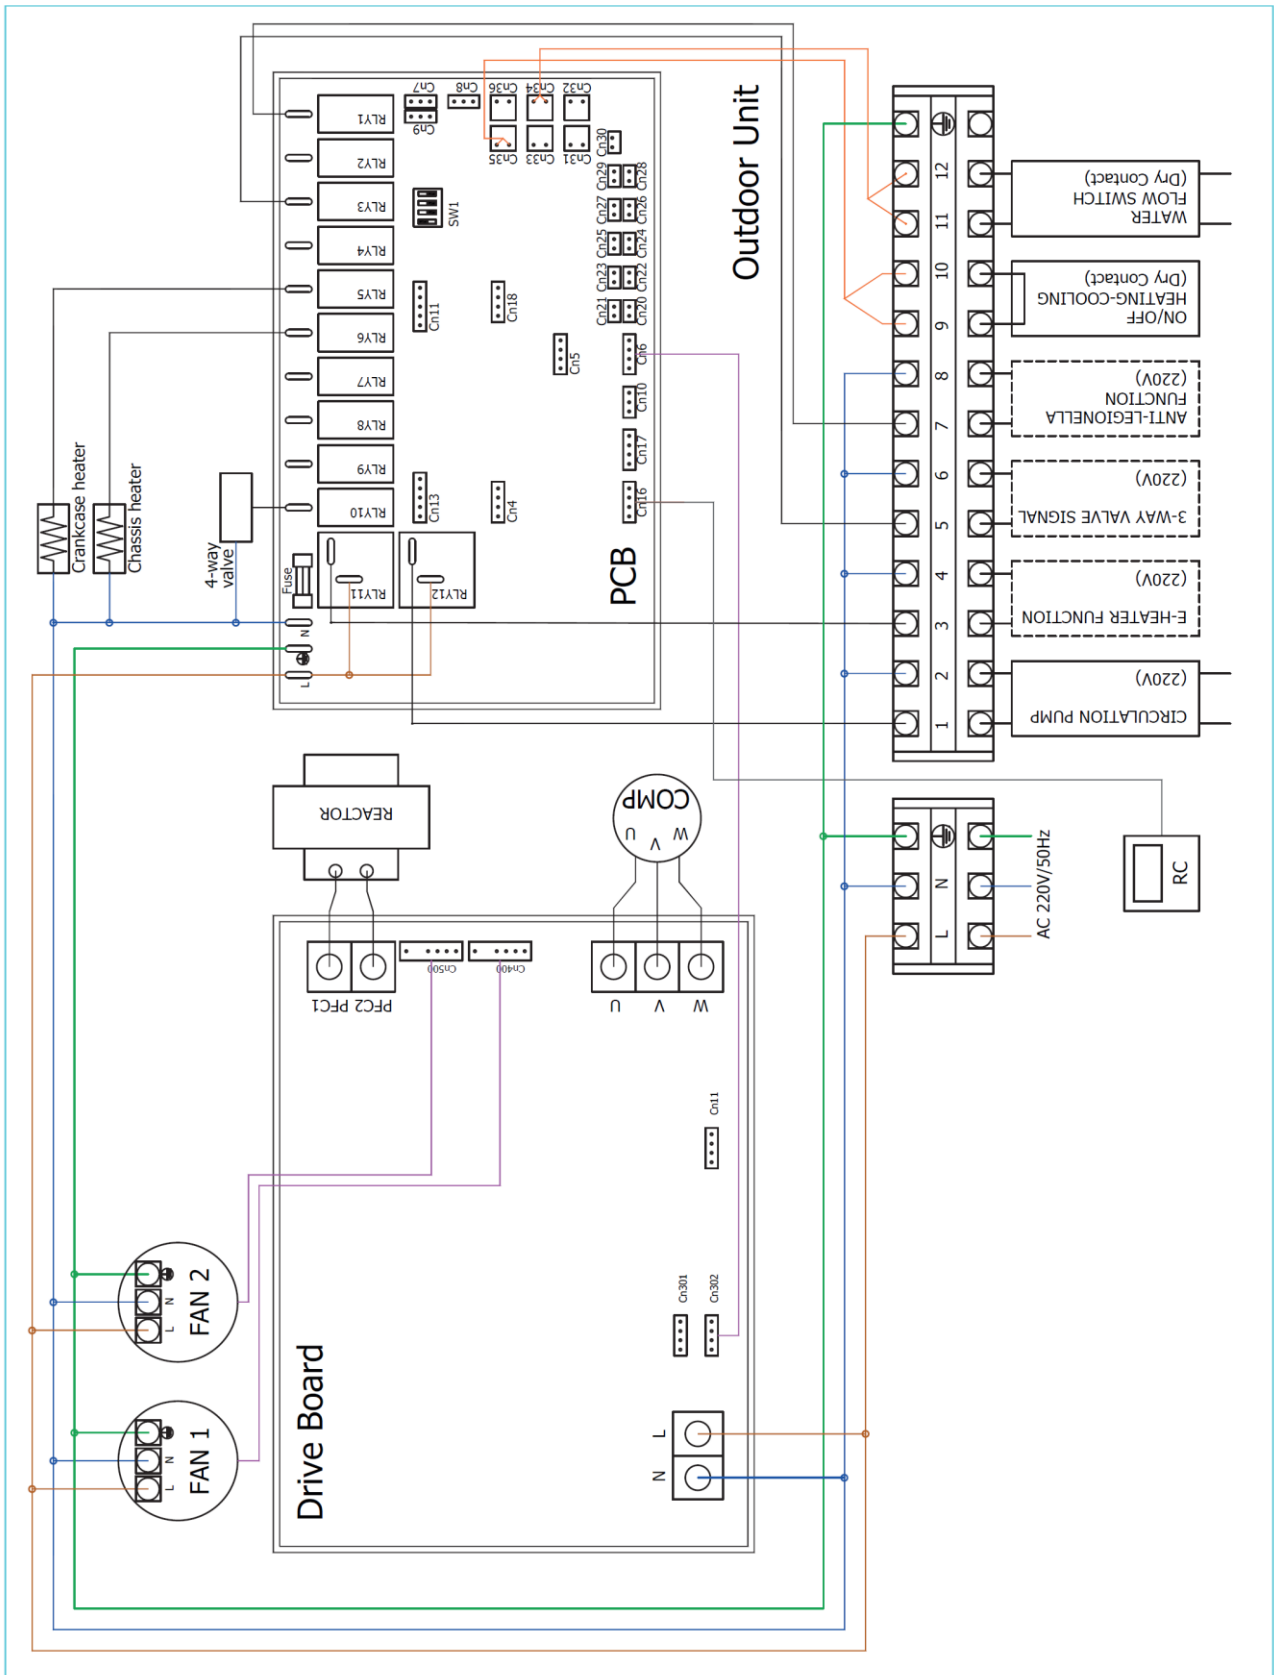 Outdoor Unit
PCB
RLY1
RLY2
RLY3
RLY4
RLY5
RLY6
RLY7
RLY8
RLY9
RLY10
RLY11
RLY12
Cn7
Cn9
Cn8
Cn36
Cn34
Cn32
Cn35
Cn33
Cn31
Cn30
Cn29
Cn28
Cn27
Cn26
Cn25
Cn24
Cn23
Cn22
Cn21
Cn20
SW1
Cn11
Cn18
Cn5
Cn6
Cn10
Cn17
Cn16
Cn13
Cn4
Fuse
N
L
Crankcase heater
Chassis heater
4-way
valve
12
11
10
9
8
7
6
5
4
3
2
1
WATER
FLOW SWITCH
(Dry Contact)
ON/OFF
HEATING-COOLING
(Dry Contact)
ANTI-LEGIONELLA
FUNCTION
(220V)
3-WAY VALVE SIGNAL
(220V)
E-HEATER FUNCTION
(220V)
CIRCULATION PUMP
(220V)
N
L
AC 220V/50Hz
RC
REACTOR
COMP
U
V
W
PFC1
PFC2
Cn500
Cn400
U
V
W
Cn11
Cn301
Cn302
Drive Board
L
N
FAN 2
N
L
FAN 1
N
L